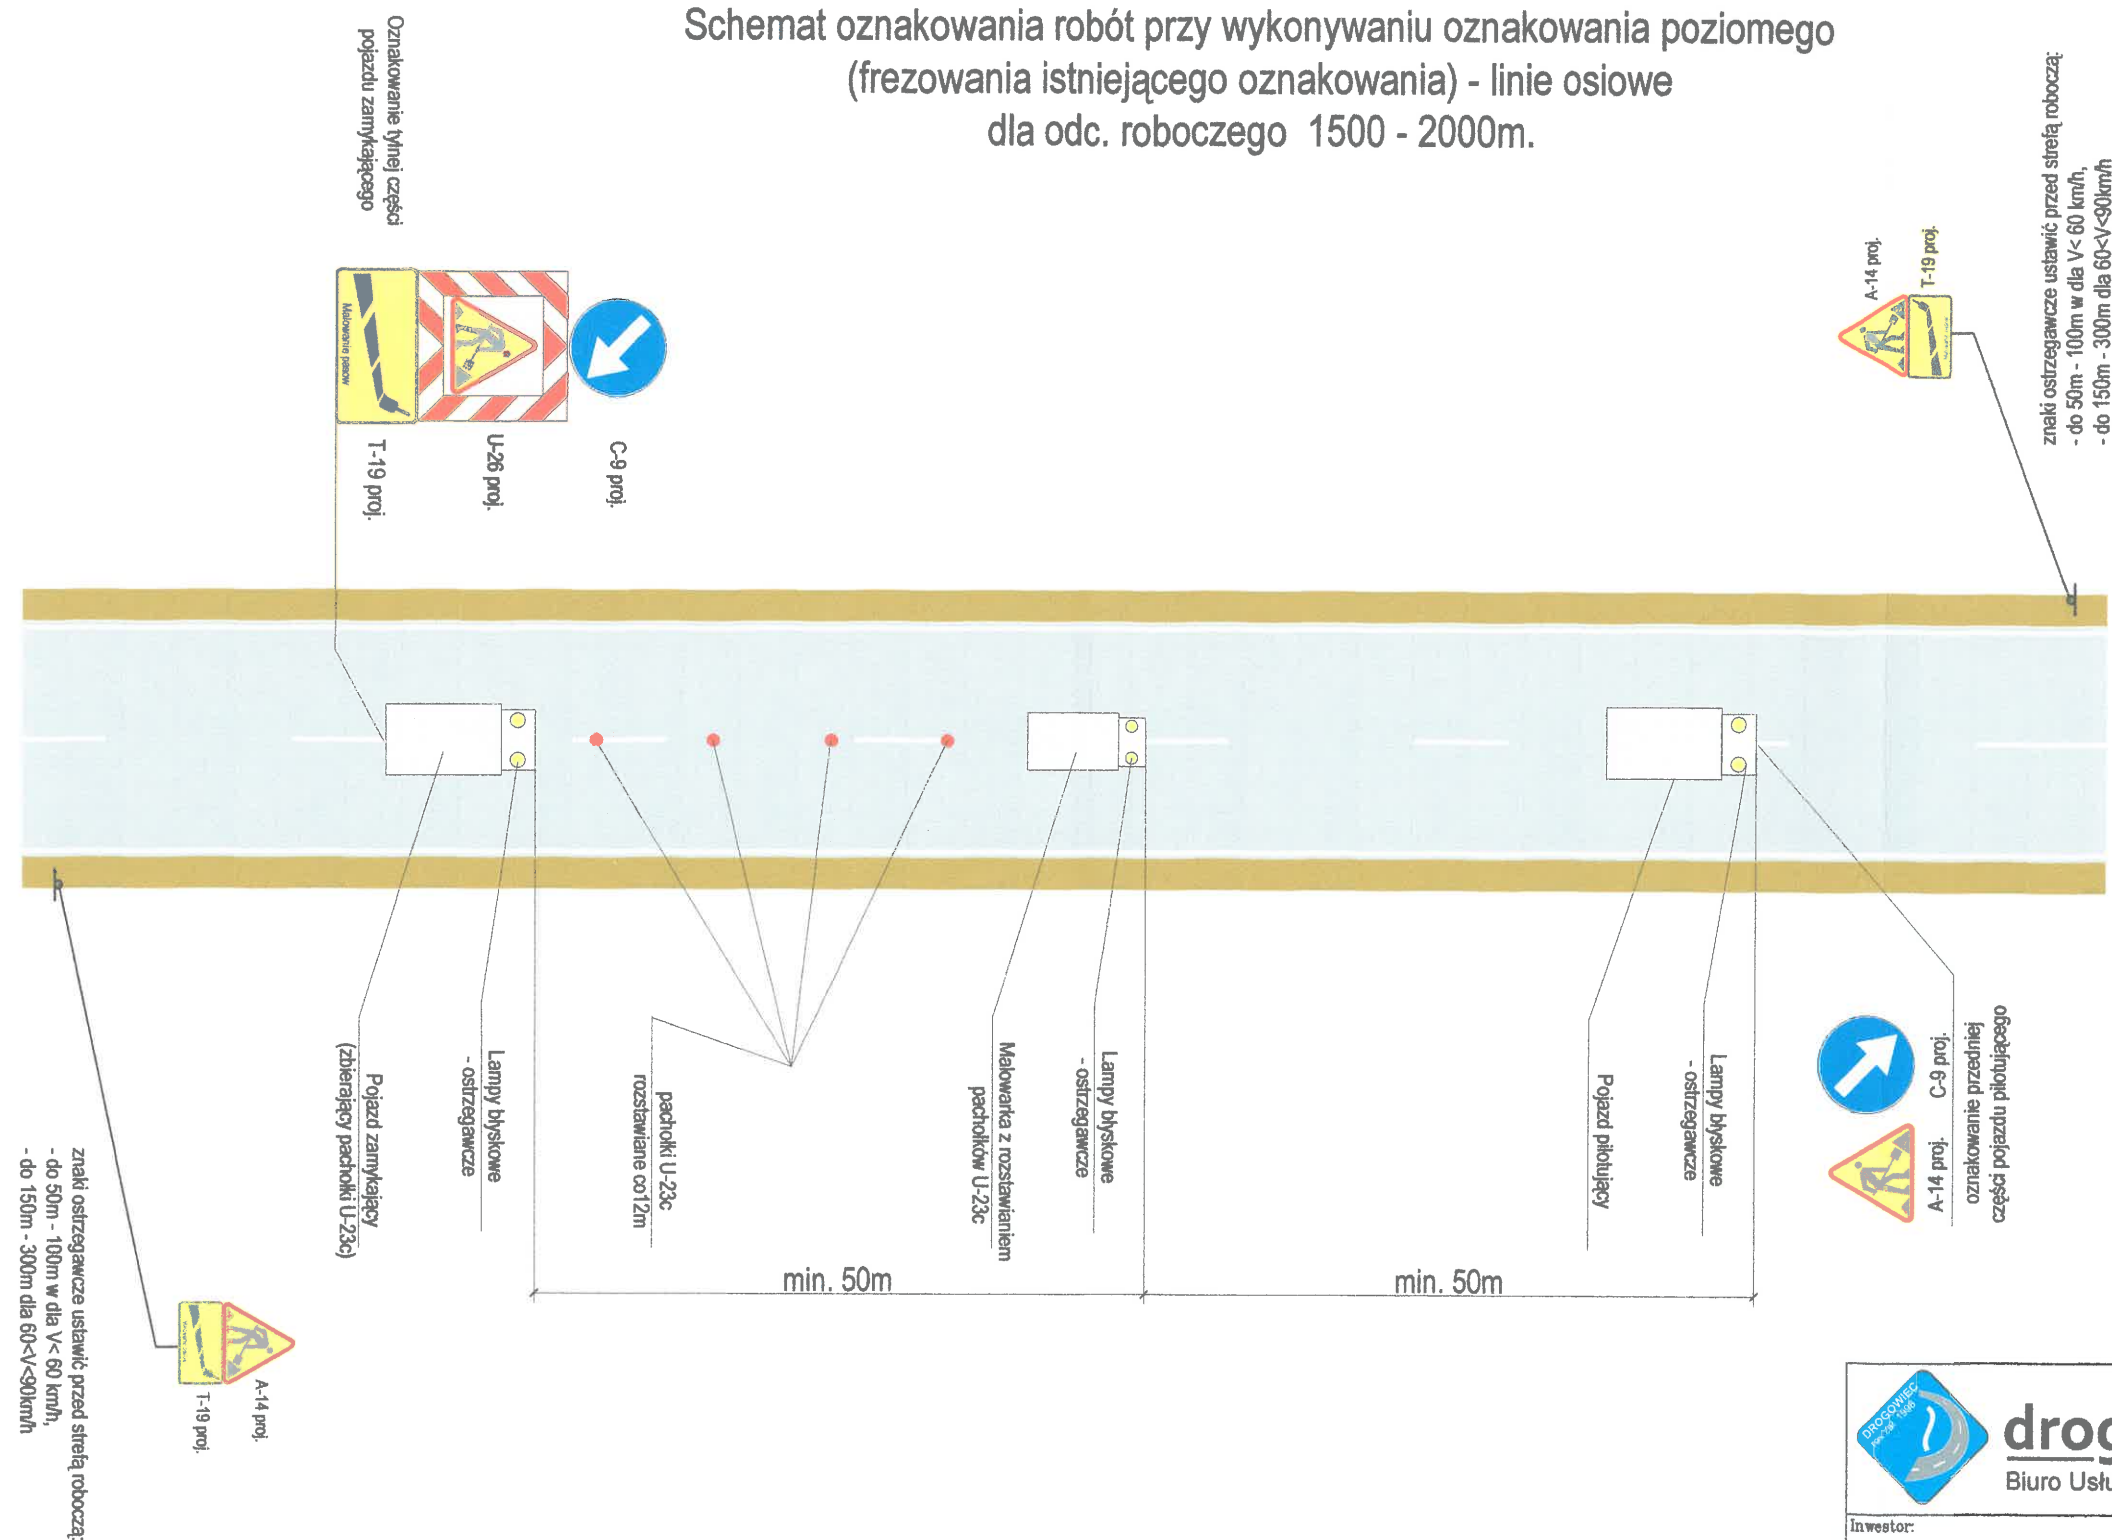 Schemat oznakowania robót przy wykonywaniu oznakowania poziomego
(frezowania istniejącego oznakowania) - linie osiowe
dla odc. roboczego 1500 - 2000m.
Oznakowanie tylnej części
pojazdu zamykającego
Malowanie pasów
T-19 proj.
U-26 proj.
C-9 proj.
znaki ostrzegawcze ustawić przed strefą roboczą:
- do 50m - 100m w dla V< 60 km/h,
- do 150m - 300m dla 60<V<90km/h
A-14 proj.
T-19 proj.
Pojazd zamykający
(zbierający pachołki U-23c)
Lampy błyskowe
- ostrzegawcze
pachołki U-23c
rozstawiane co12m
Malowarka z rozstawianiem
pachołków U-23c
Lampy błyskowe
- ostrzegawcze
Pojazd pilotujący
Lampy błyskowe
- ostrzegawcze
oznakowanie przedniej
części pojazdu pilotującego
C-9 proj.
A-14 proj.
min. 50m
min. 50m
znaki ostrzegawcze ustawić przed strefą roboczą:
- do 50m - 100m w dla V< 60 km/h,
- do 150m - 300m dla 60<V<90km/h
A-14 proj.
T-19 proj.
DROGOWIEC
1996
drog
Biuro Usłu
Inwestor: